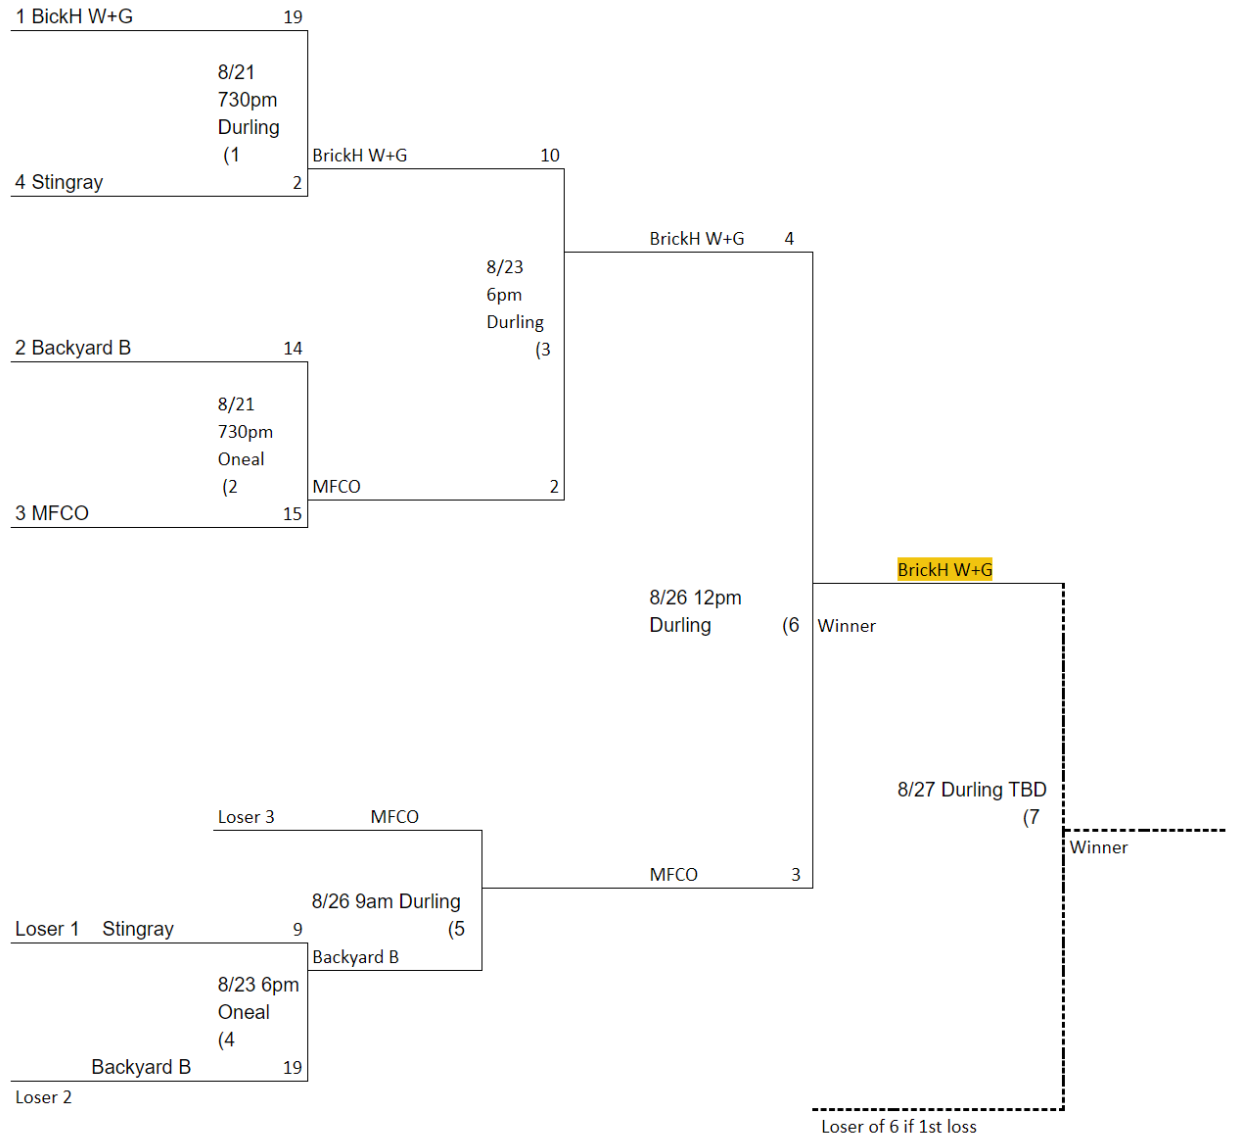 1 BickH W+G 19
8/21
730pm
Durling
(1
BrickH W+G 10
4 Stingray 2
BrickH W+G 4
8/23
6pm
Durling
(3
2 Backyard B 14
8/21
730pm
Oneal
(2
MFCO 2
3 MFCO 15
BrickH W+G
8/26 12pm
Durling (6
Winner
8/27 Durling TBD
(7
Loser 3 MFCO
Winner
MFCO 3
8/26 9am Durling
(5
Loser 1 Stingray 9
Backyard B
8/23 6pm
Oneal
(4
Backyard B 19
Loser 2
Loser of 6 if 1st loss